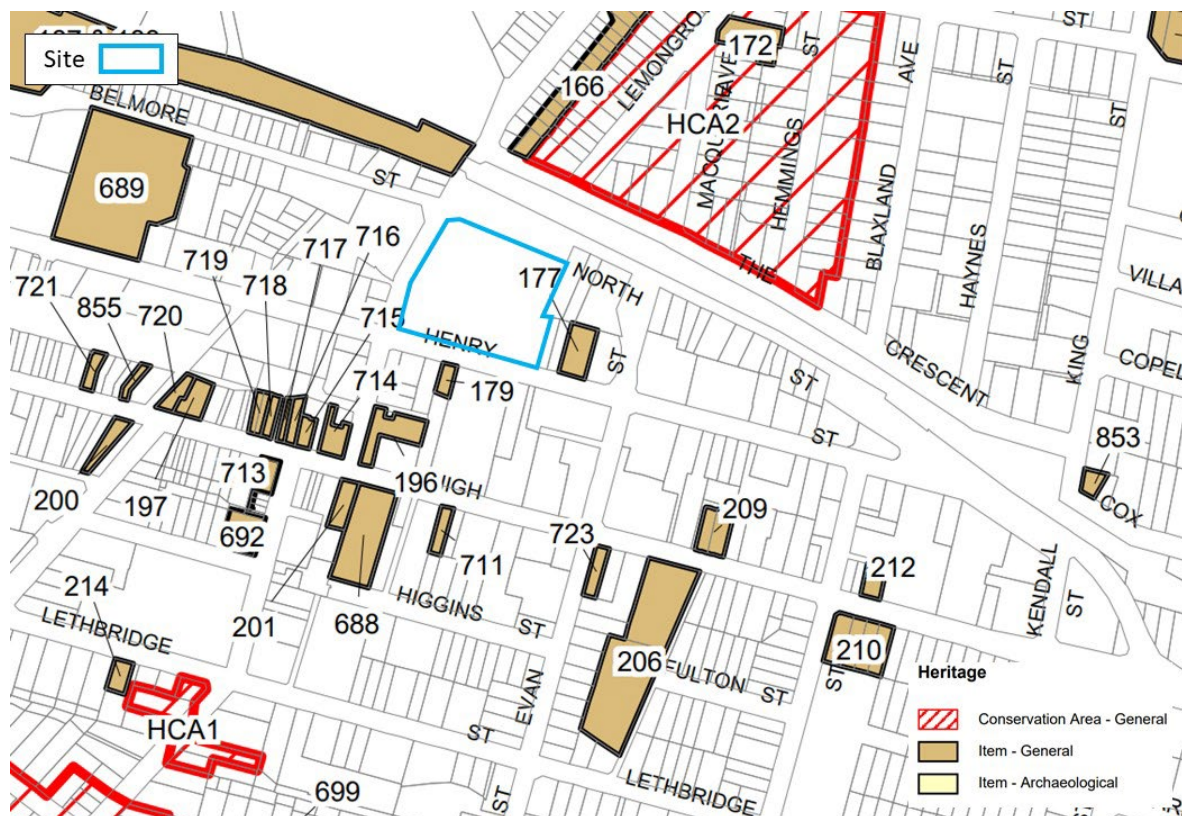 Site
BELMORE
ST
689
166
LEMONGRO
172
MACQUARIE
AVE
ST
HCA2
HEMMINGS
AVE
BLAXLAND
ST
HAYNES
ST
KING
ST
VILLA
COPEL
THE
CRESCENT
NORTH
ST
177
HENRY
ST
ST
721
855
720
719
718
717
716
715
714
179
713
692
200
197
196
HIGH
ST
201
688
711
HIGGINS
ST
723
209
212
853
COX
KENDALL
ST
210
ST
206
FULTON
ST
EVAN
ST
214
LETHBRIDGE
ST
HCA1
699
LETHBRIDGE
Heritage
Conservation Area - General
Item - General
Item - Archaeological